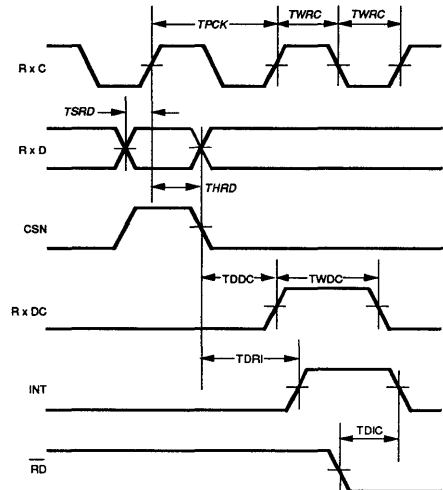 TPCK
TWRC
TWRC
R x C
TSRD
R x D
THRD
CSN
TDDC
TWDC
R x DC
TDRI
INT
TDIC
RD